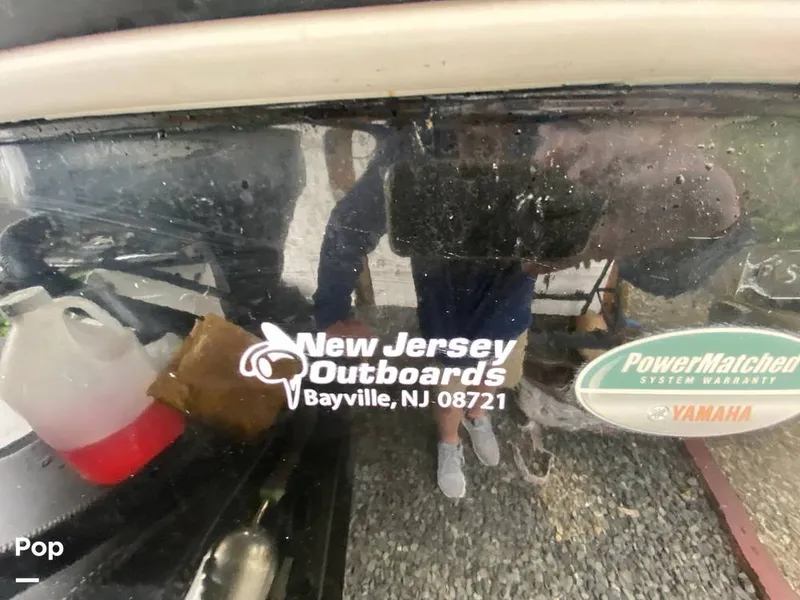 New Jersey
Outboards
Bayville, NJ 08721
PowerMatched
SYSTEM WARRANTY
YAMAHA
Pop